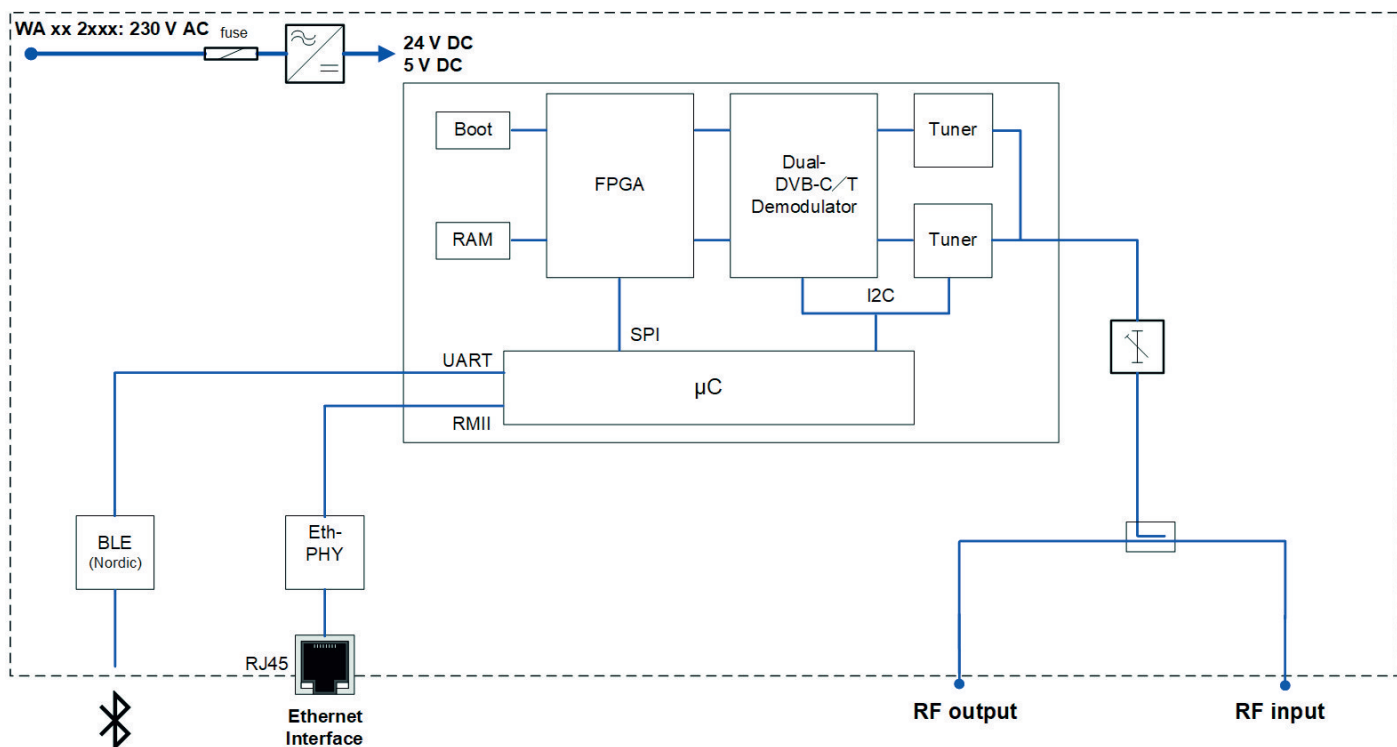 WA xx 2xxx: 230 V AC
fuse
24 V DC
5 V DC
Boot
FPGA
Dual-
DVB-C/T
Demodulator
Tuner
RAM
Tuner
I2C
SPI
UART
µC
RMII
BLE
(Nordic)
Eth-
PHY
RJ45
Ethernet
Interface
RF output
RF input